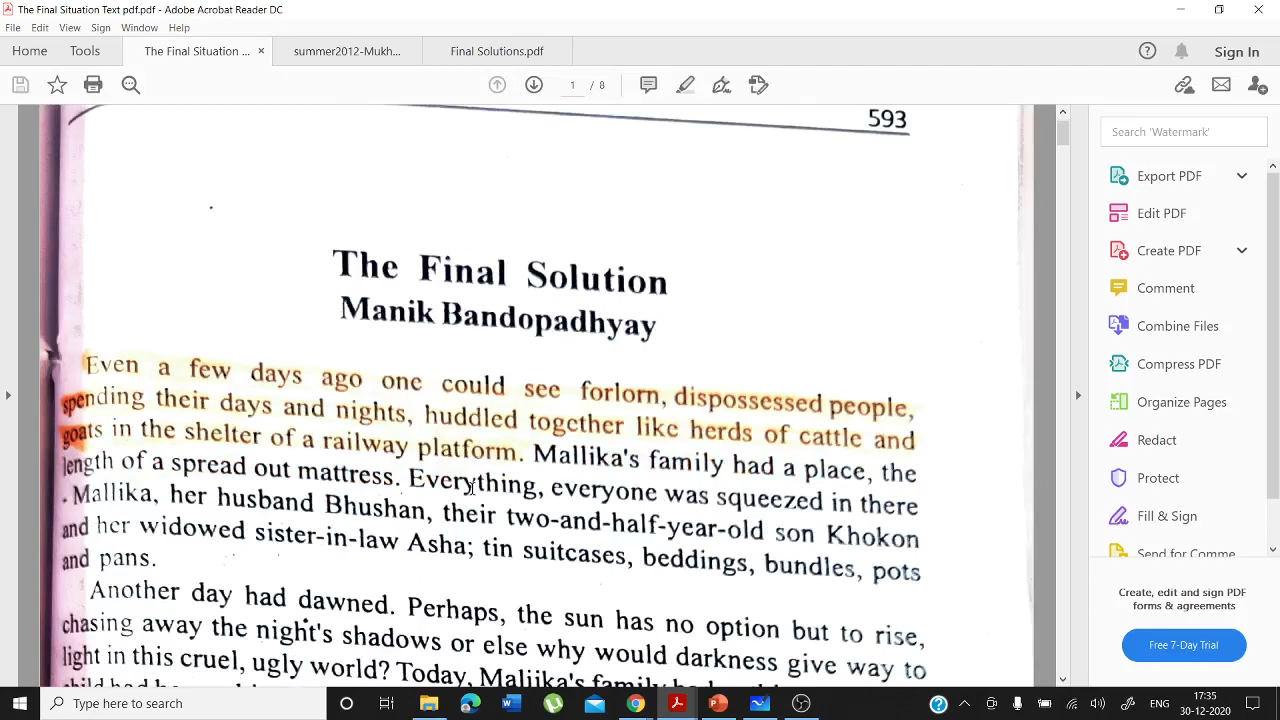 The Final Situation Text pdf.pdf - Adobe Acrobat Reader DC
File Edit View Sign Window Help
Home Tools The Final Situation ... × summer2012-Mukh... Final Solutions.pdf Sign In
1 / 8
593
The Final Solution
Manik Bandopadhyay
Even a few days ago one could see forlorn, dispossessed people,
spending their days and nights, huddled together like herds of cattle and
goats in the shelter of a railway platform. Mallika's family had a place, the
length of a spread out mattress. Everything, everyone was squeezed in there
- Mallika, her husband Bhushan, their two-and-half-year-old son Khokon
and her widowed sister-in-law Asha; tin suitcases, beddings, bundles, pots
and pans.
Another day had dawned. Perhaps, the sun has no option but to rise,
chasing away the night's shadows or else why would darkness give way to
light in this cruel, ugly world? Today, Mallika's family had
Search 'Watermark'
Export PDF
Edit PDF
Create PDF
Comment
Combine Files
Compress PDF
Organize Pages
Redact
Protect
Fill & Sign
Send for Comme
Create, edit and sign PDF
forms & agreements
Free 7-Day Trial
Type here to search
ENG
17:35
30-12-2020